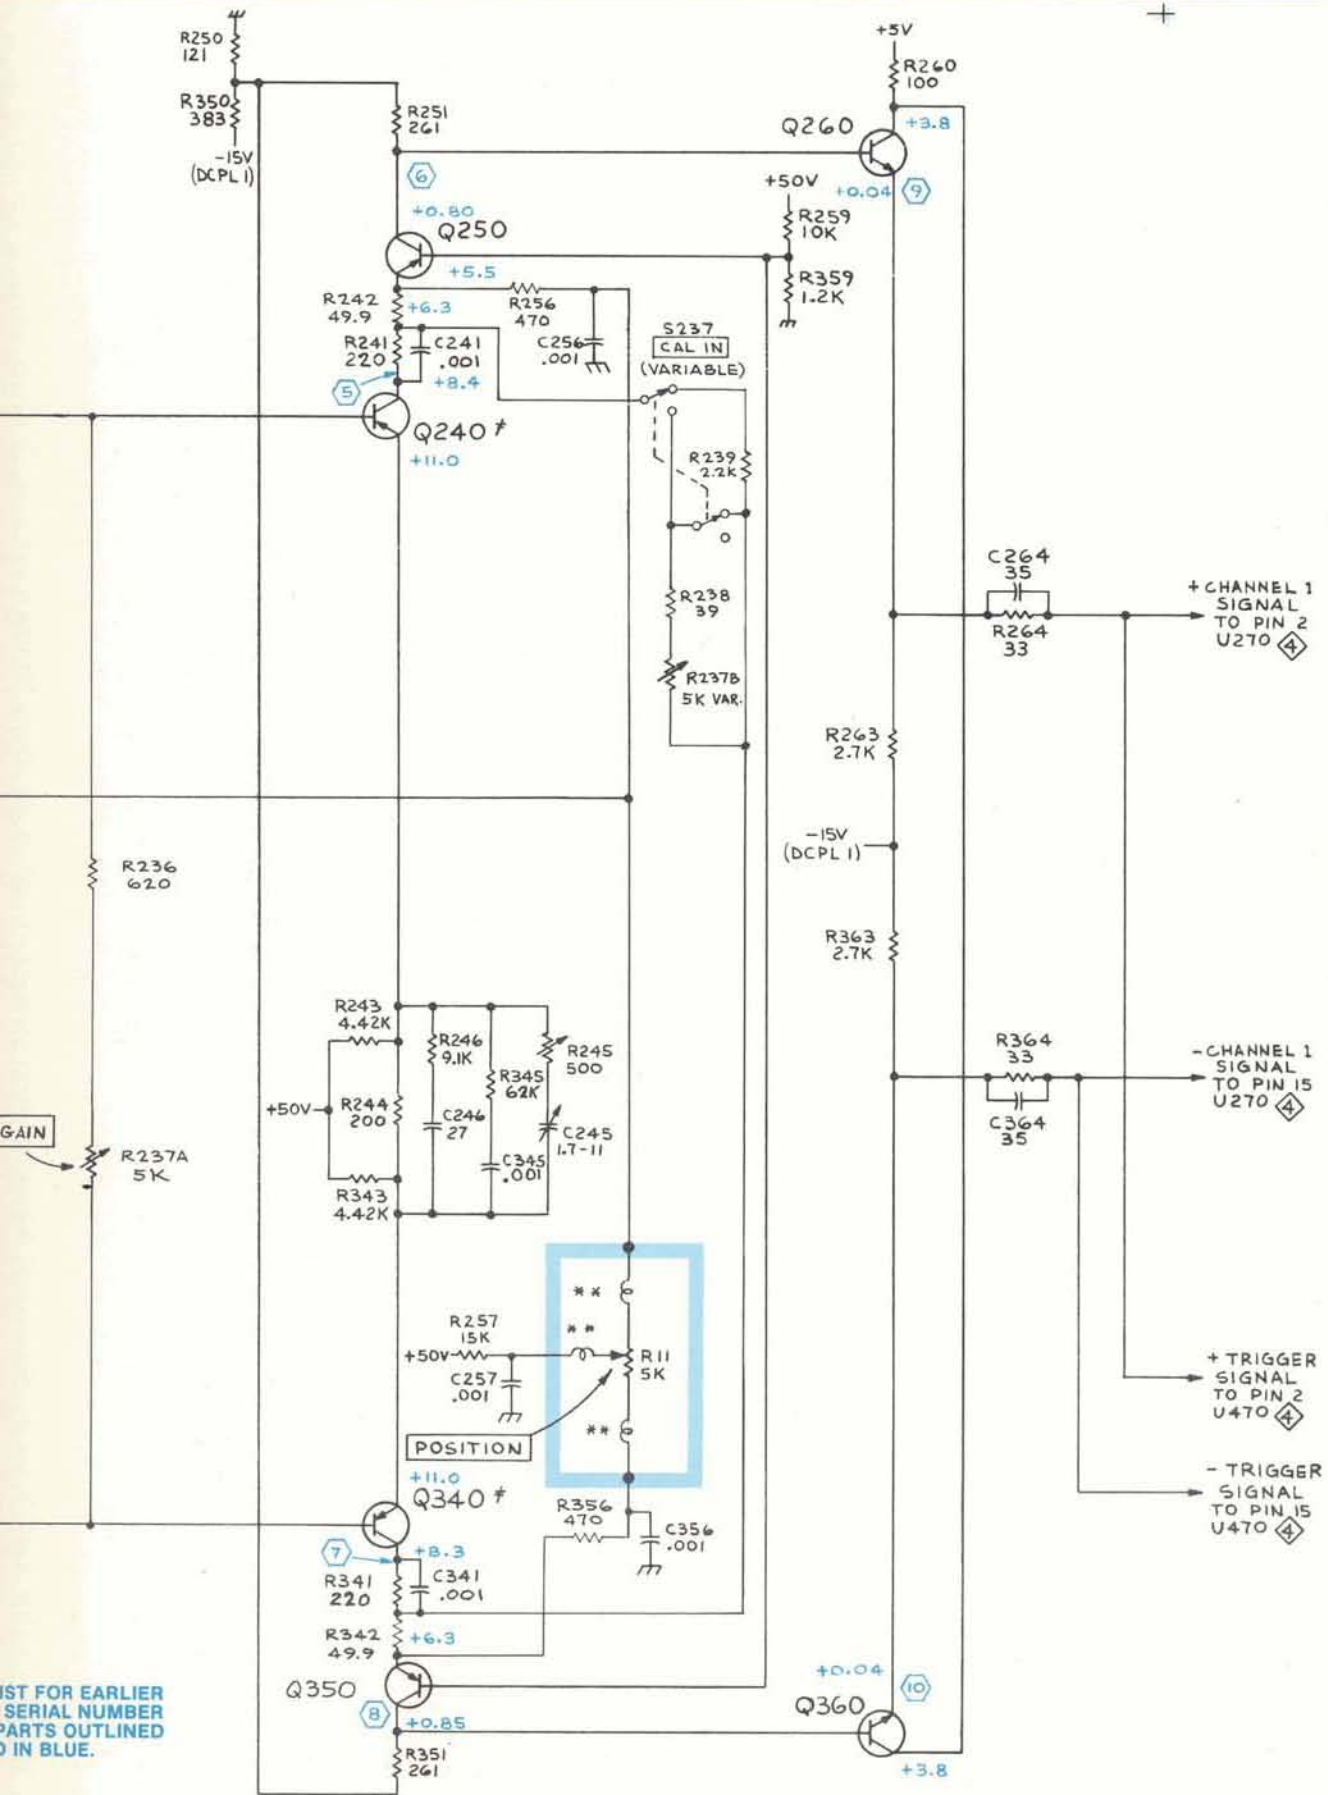 R250
121
R350
383
-15V
(DCPL 1)
R251
261
6
+0.80
Q250
+5.5
R242
49.9
+6.3
R241
220
C241
.001
5
+8.4
Q240 ≠
+11.0
R256
470
C256
.001
S237
CAL IN
(VARIABLE)
R239
2.2K
R238
39
R237B
5K VAR.
+5V
R260
100
Q260
+3.8
+0.04
9
+50V
R259
10K
R359
1.2K
C264
35
R264
33
+ CHANNEL 1
SIGNAL
TO PIN 2
U270 4
R263
2.7K
-15V
(DCPL 1)
R363
2.7K
R364
33
C364
35
- CHANNEL 1
SIGNAL
TO PIN 15
U270 4
R236
620
GAIN
R237A
5K
R243
4.42K
+50V
R244
200
R343
4.42K
R246
9.1K
C246
27
R345
62K
C345
.001
R245
500
C245
1.7-11
**
**
**
R257
15K
+50V
C257
.001
R11
5K
POSITION
+11.0
Q340 ≠
R356
470
C356
.001
7
+8.3
R341
220
C341
.001
R342
49.9
+6.3
Q350
8
+0.85
R351
261
+0.04
10
Q360
+3.8
+ TRIGGER
SIGNAL
TO PIN 2
U470 4
- TRIGGER
SIGNAL
TO PIN 15
U470 4
IST FOR EARLIER
SERIAL NUMBER
PARTS OUTLINED
D IN BLUE.